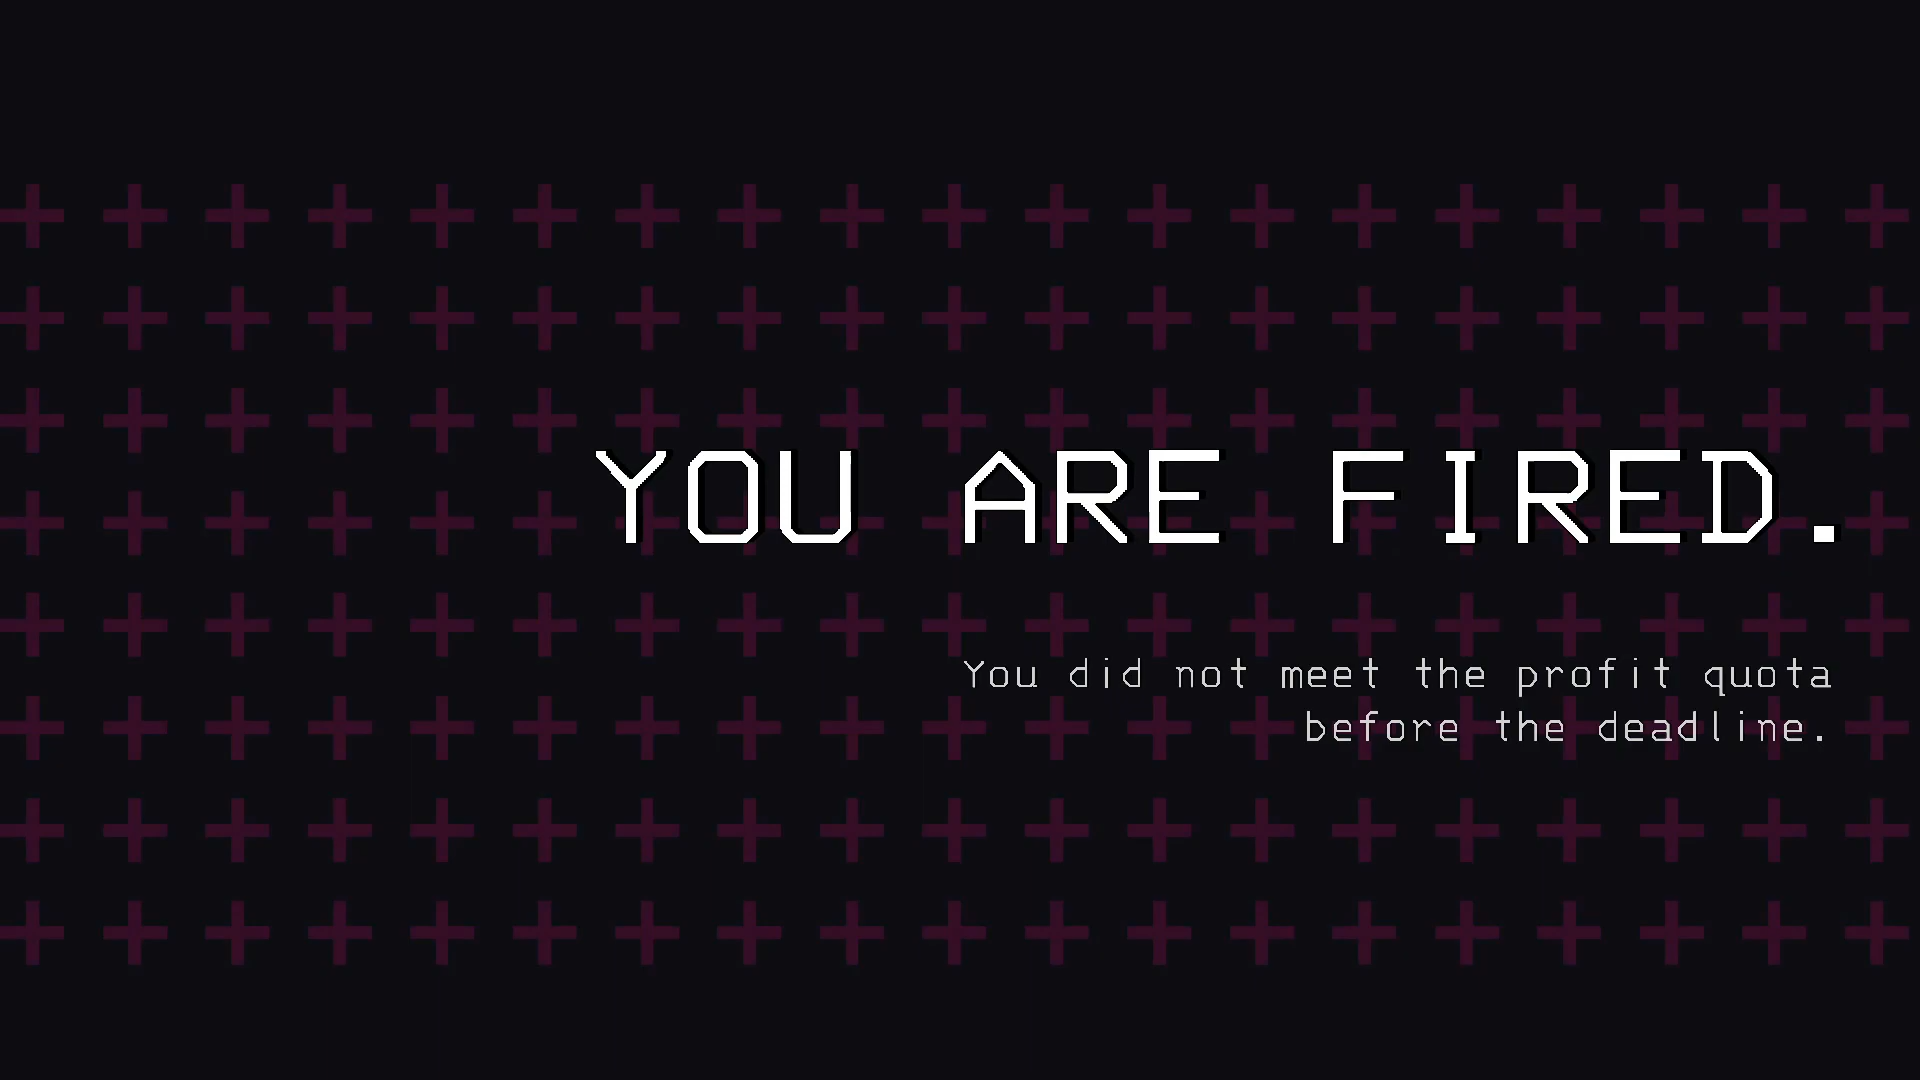 YOU ARE FIRED.
You did not meet the profit quota
before the deadline.